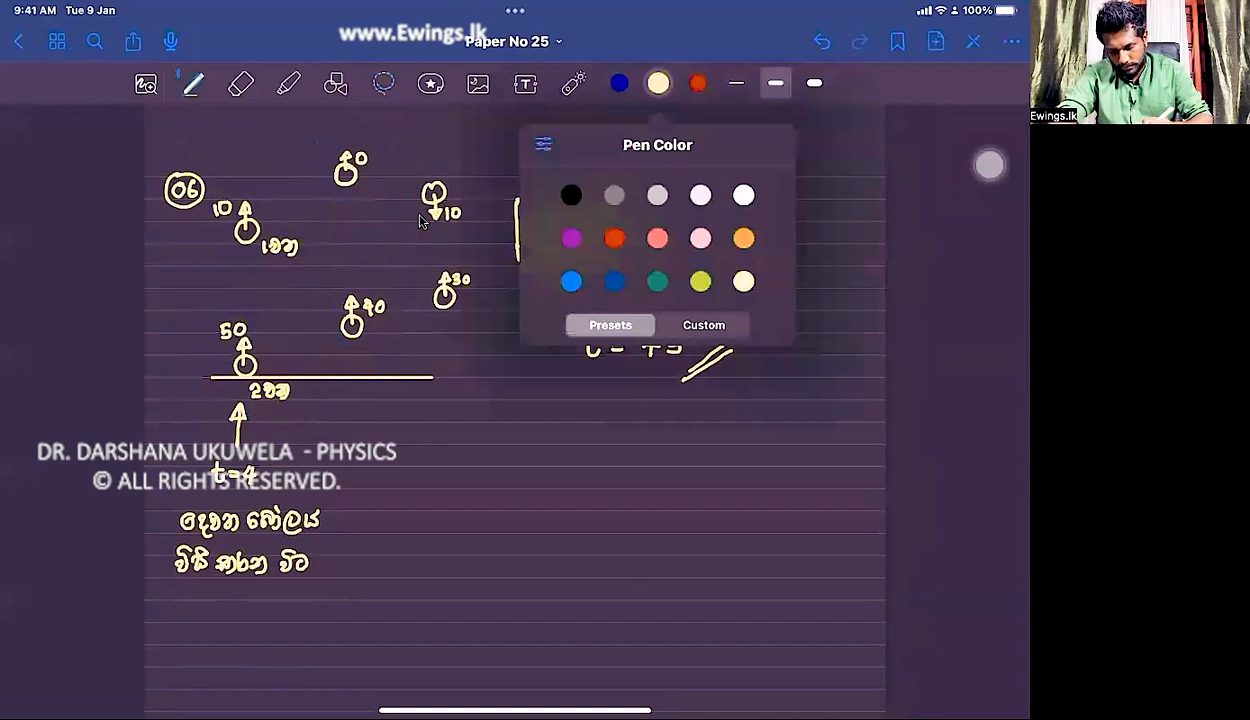 9:41 AM Tue 9 Jan
100%
www.Ewings.lk
Paper No 25
Ewings.lk
Pen Color
06
0
10
10
1වන
30
40
50
Presets
Custom
2වන
DR. DARSHANA UKUWELA - PHYSICS
t=4
© ALL RIGHTS RESERVED.
දෙවන බෝලය
විසි කරන විට